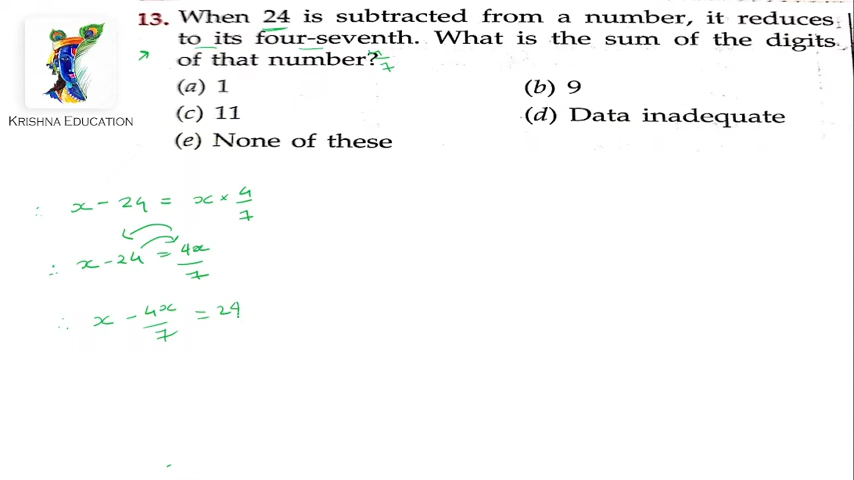 13. When 24 is subtracted from a number, it reduces
to its four-seventh. What is the sum of the digits
of that number?
(a) 1 (b) 9
(c) 11 (d) Data inadequate
(e) None of these
KRISHNA EDUCATION
∴ x - 24 = x × 4/7
∴ x - 24 = 4x/7
∴ x - 4x/7 = 24